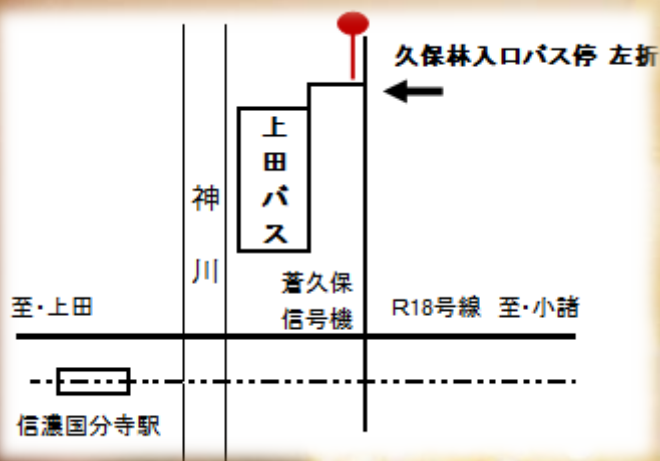 久保林入口バス停 左折
上田バス
神川
蒼久保
信号機
至・上田
R18号線 至・小諸
信濃国分寺駅